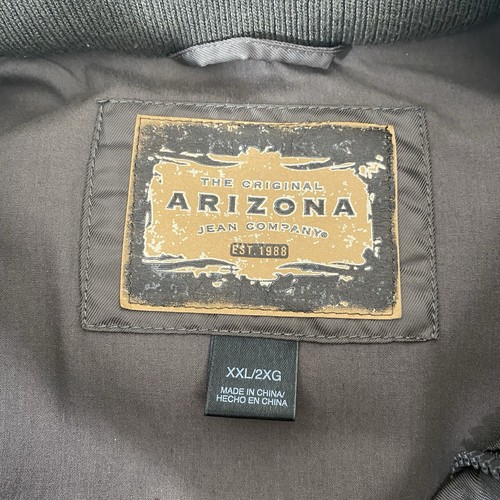 THE ORIGINAL
ARIZONA
JEAN COMPANY®
EST. 1988
XXL/2XG
MADE IN CHINA/
HECHO EN CHINA